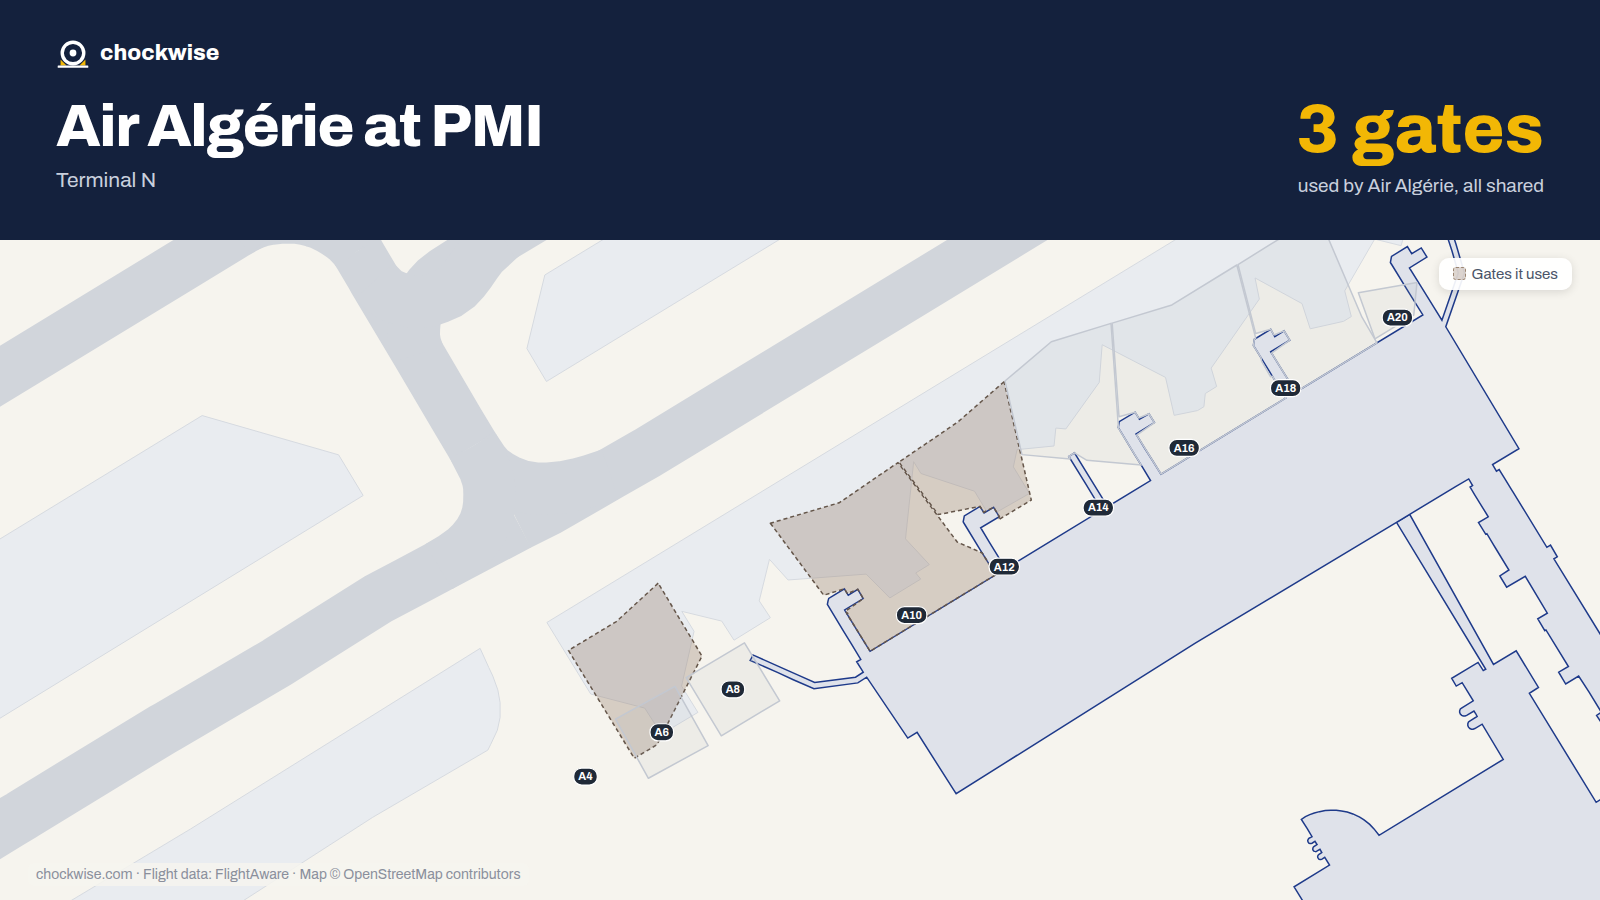 chockwise
Air Algérie at PMI
Terminal N
3 gates
used by Air Algérie, all shared
Gates it uses
A20
A18
A16
A14
A12
A10
A8
A6
A4
chockwise.com · Flight data: FlightAware · Map © OpenStreetMap contributors